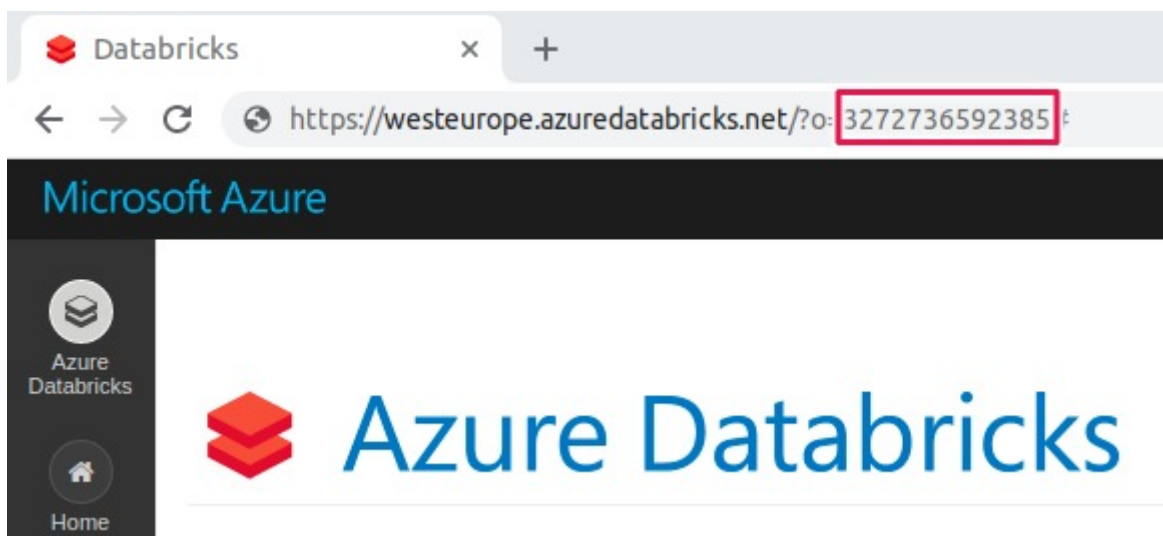 Databricks × +
https://westeurope.azuredatabricks.net/?o=3272736592385#
Microsoft Azure
Azure
Databricks
Azure Databricks
Home